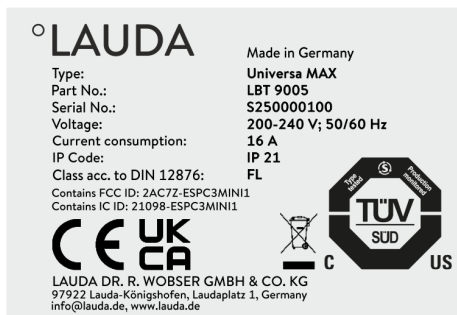 °LAUDA
Made in Germany
Type: Universa MAX
Part No.: LBT 9005
Serial No.: S250000100
Voltage: 200-240 V; 50/60 Hz
Current consumption: 16 A
IP Code: IP 21
Class acc. to DIN 12876: FL
Contains FCC ID: 2AC7Z-ESPC3MINI1
Contains IC ID: 21098-ESPC3MINI1
CE UK
CA
Type tested S Production monitored
TÜV
SÜD
C US
LAUDA DR. R. WOBSER GMBH & CO. KG
97922 Lauda-Königshofen, Laudaplatz 1, Germany
info@lauda.de, www.lauda.de